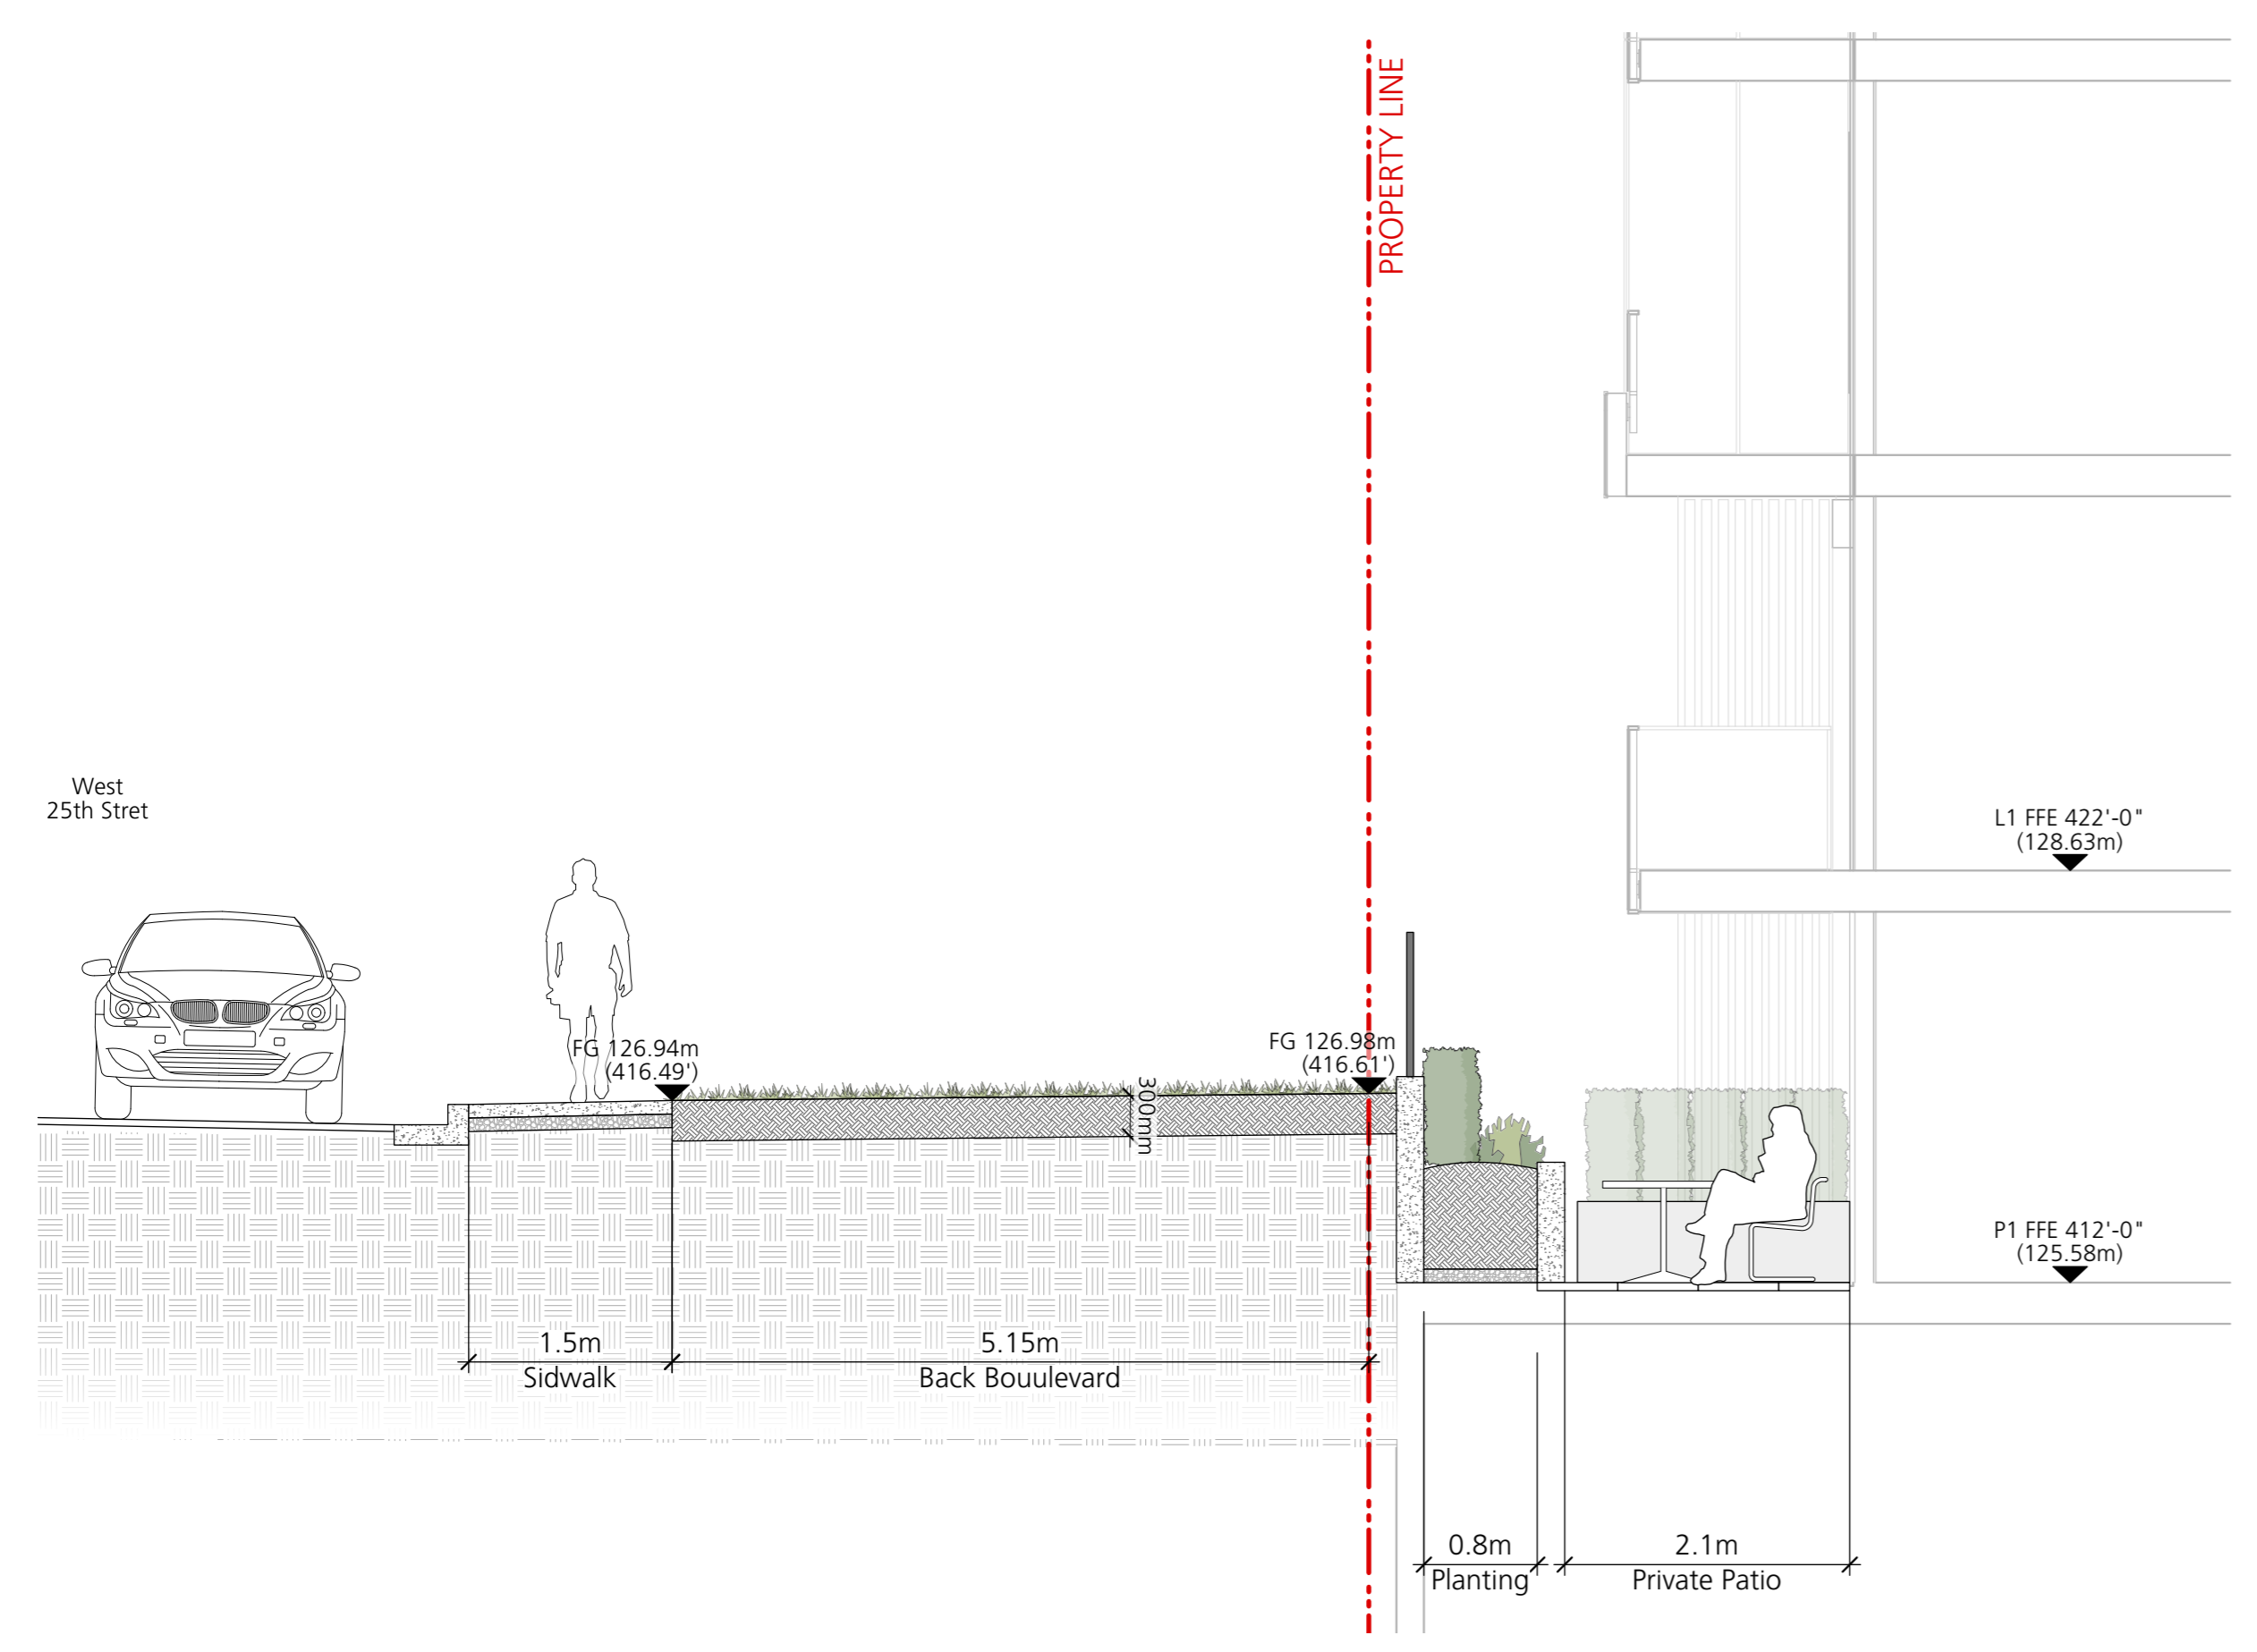 PROPERTY LINE
West
25th Stret
L1 FFE 422'-0"
(128.63m)
FG 126.94m
(416.49')
FG 126.98m
(416.61')
300mm
P1 FFE 412'-0"
(125.58m)
1.5m
Sidwalk
5.15m
Back Bouulevard
0.8m
Planting
2.1m
Private Patio